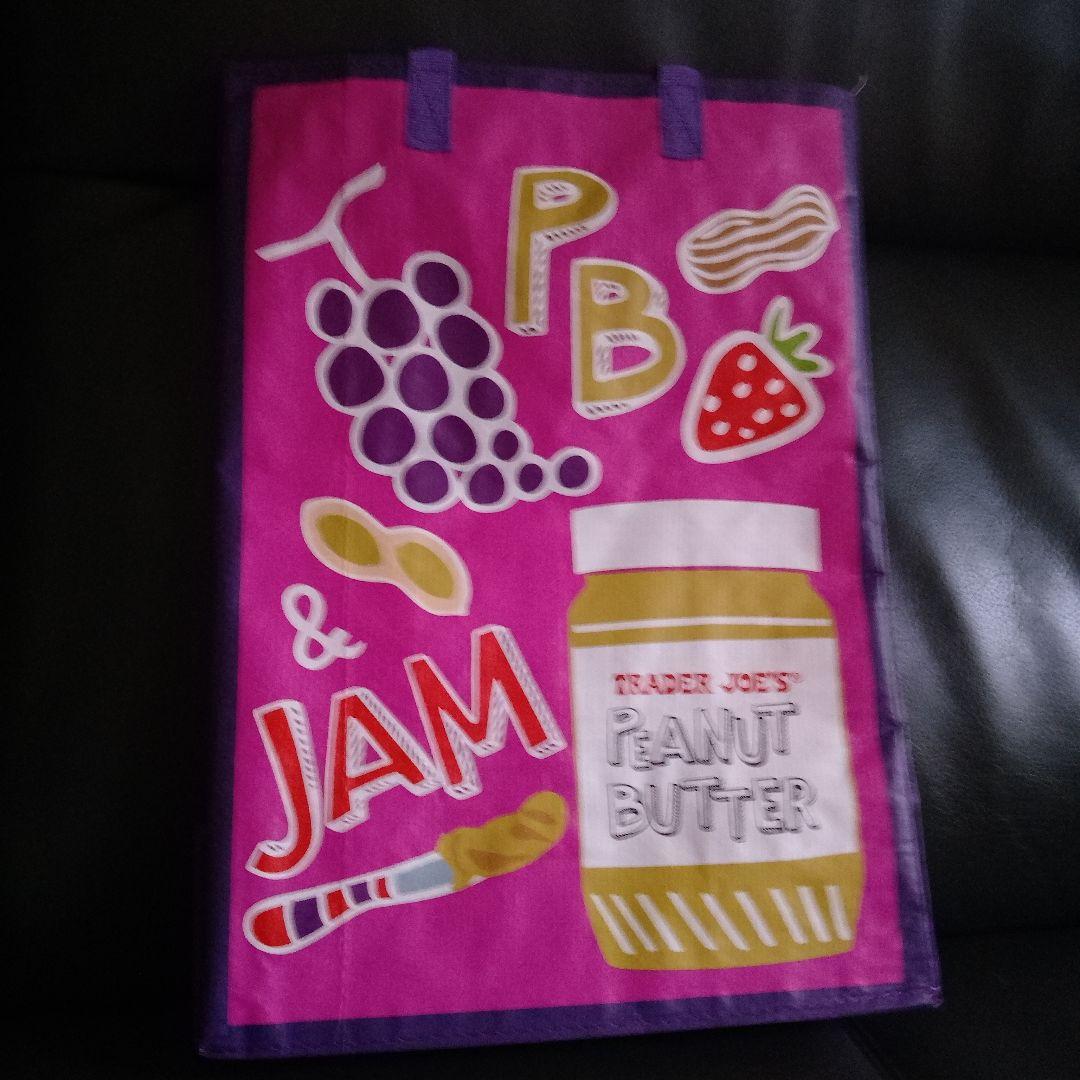 PB
& JAM
TRADER JOE'S®
PEANUT
BUTTER